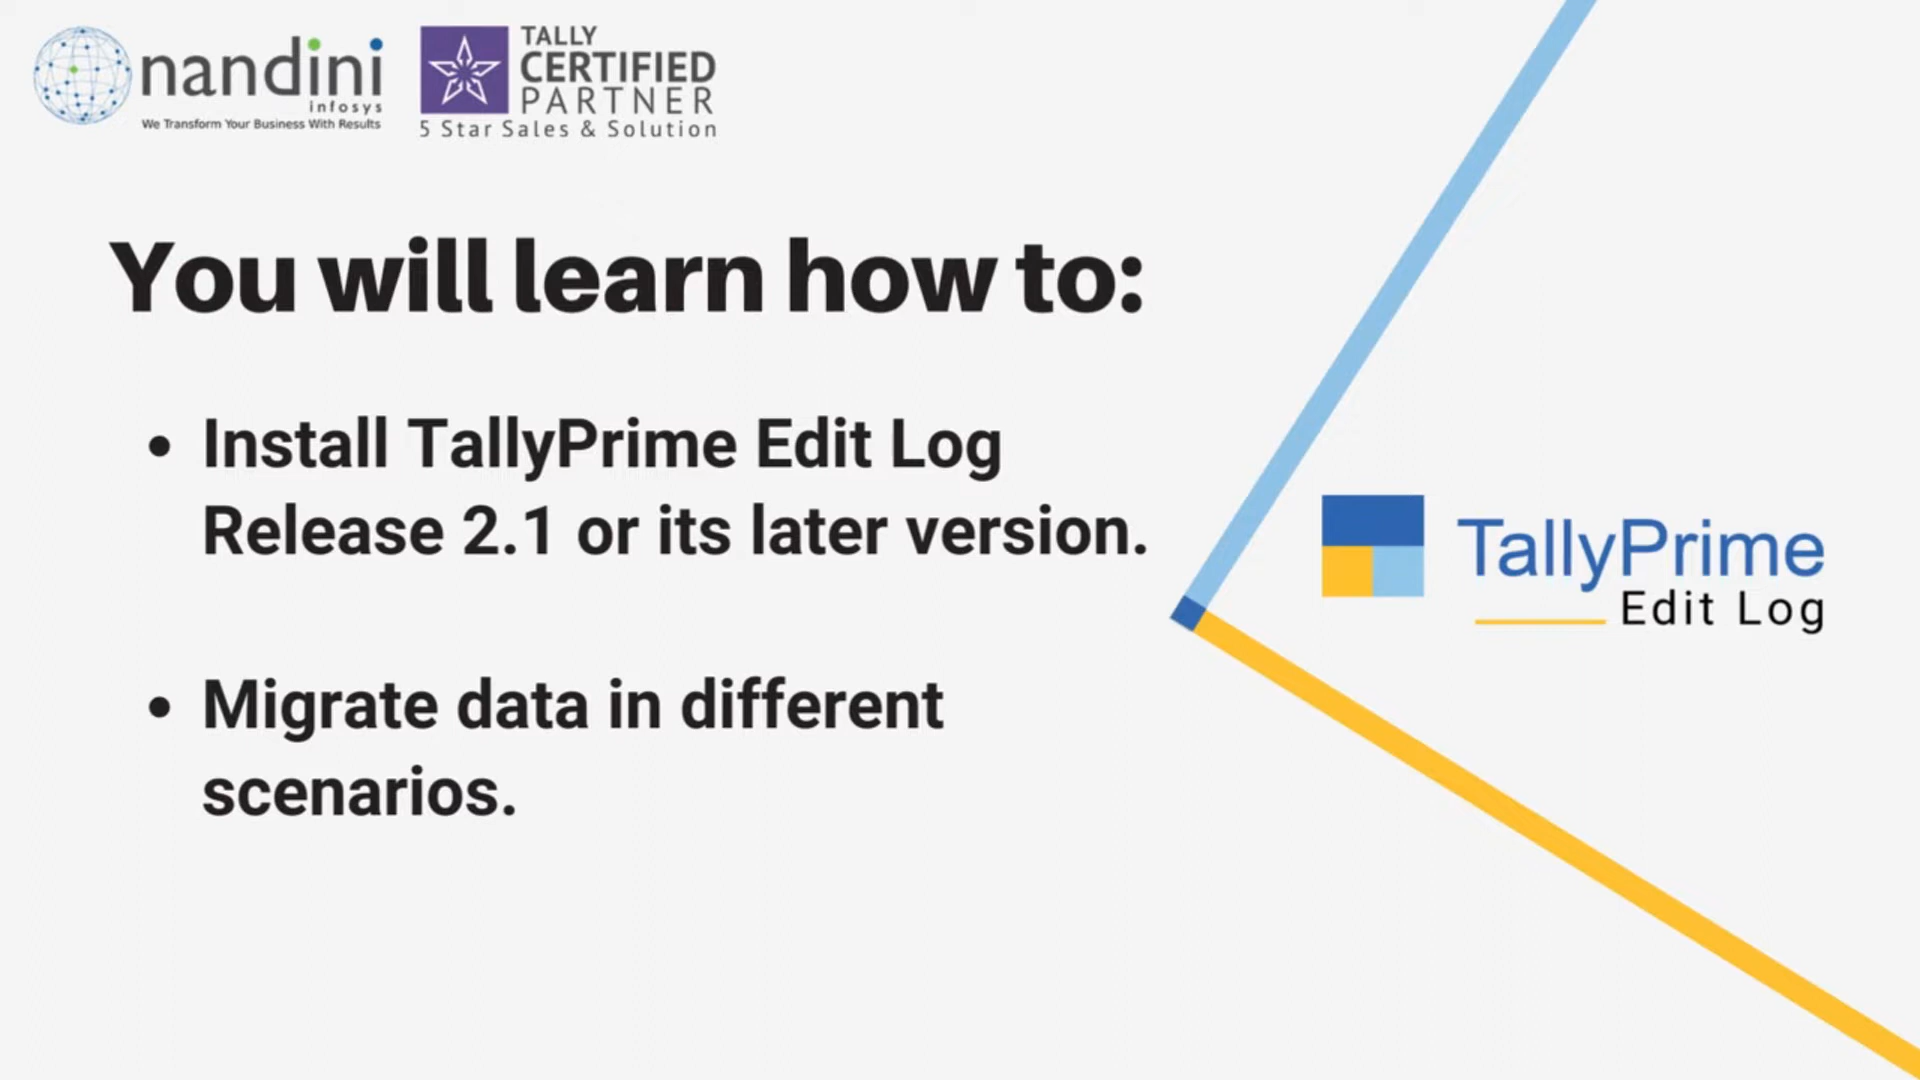 nandini
infosys
We Transform Your Business With Results
TALLY
CERTIFIED
PARTNER
5 Star Sales & Solution
You will learn how to:
• Install TallyPrime Edit Log
Release 2.1 or its later version.
• Migrate data in different
scenarios.
TallyPrime
Edit Log